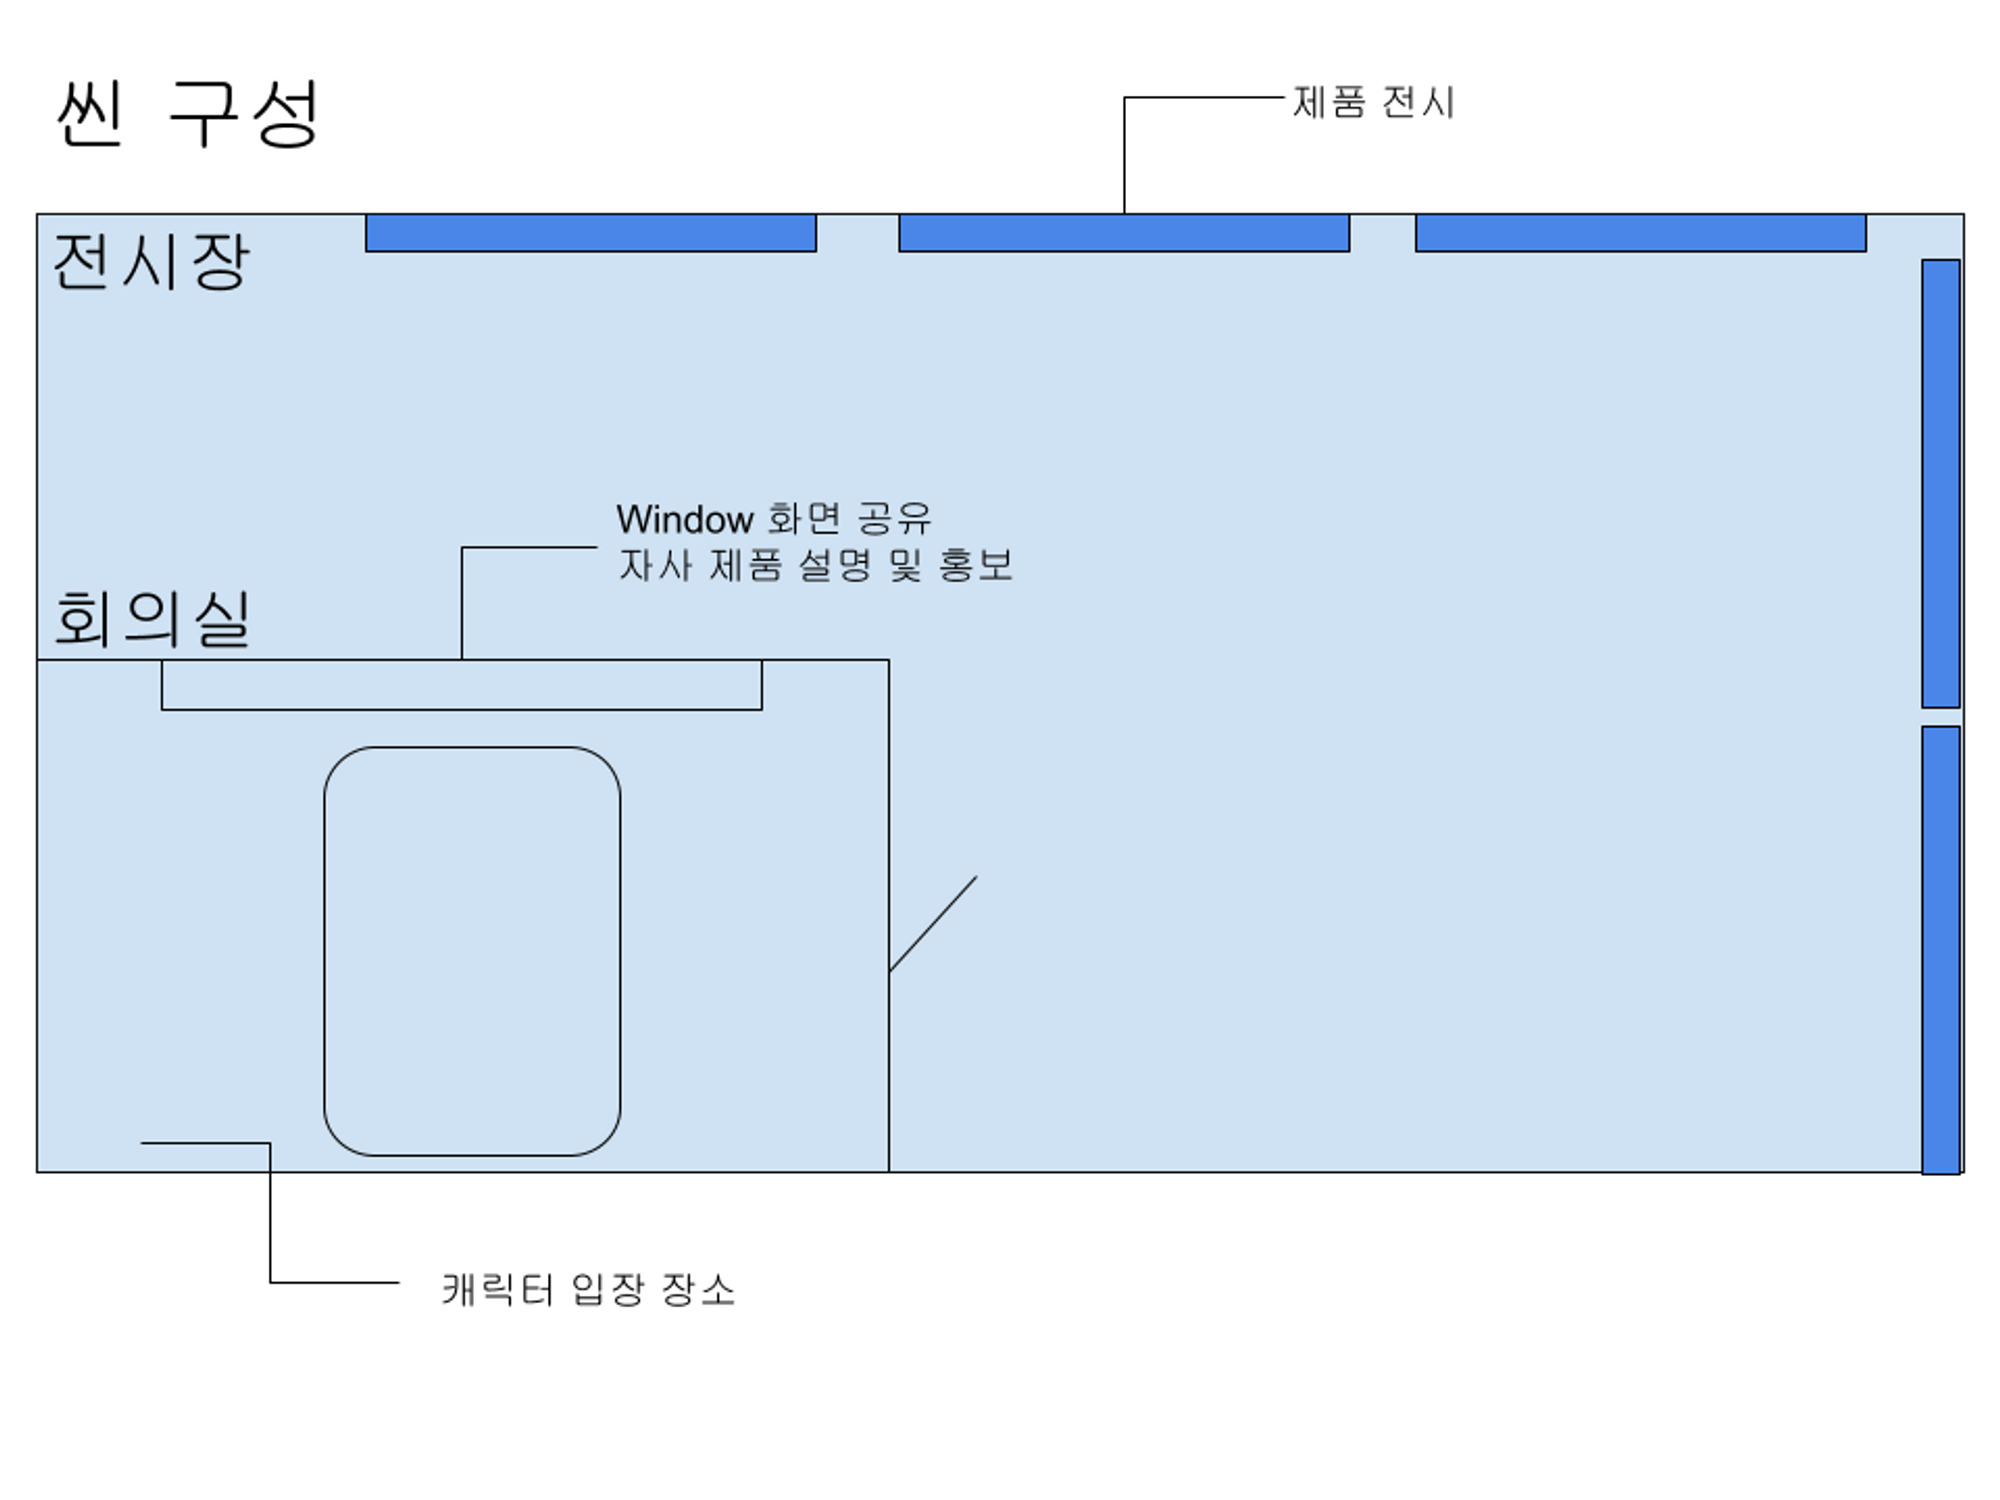 씬 구성
제품 전시
전시장
Window 화면 공유
자사 제품 설명 및 홍보
회의실
캐릭터 입장 장소